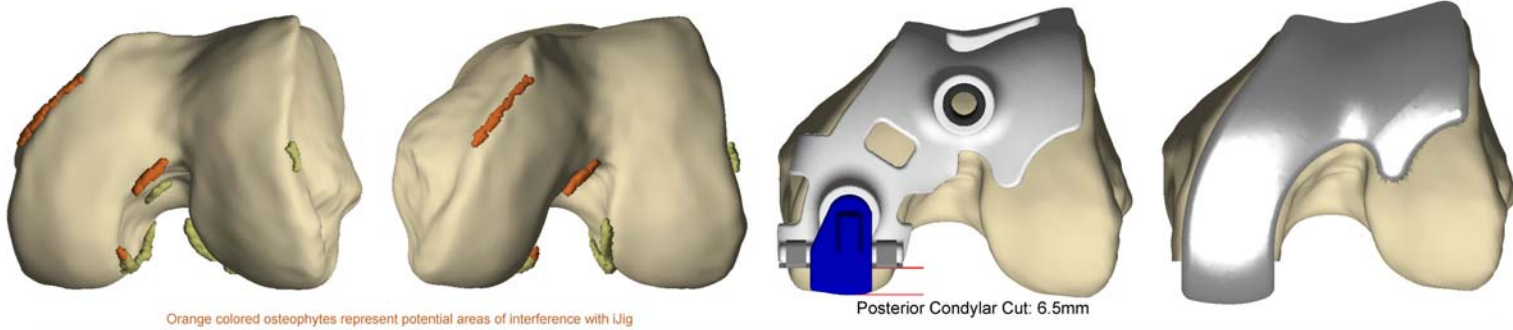 Posterior Condylar Cut: 6.5mm
Orange colored osteophytes represent potential areas of interference with iJig